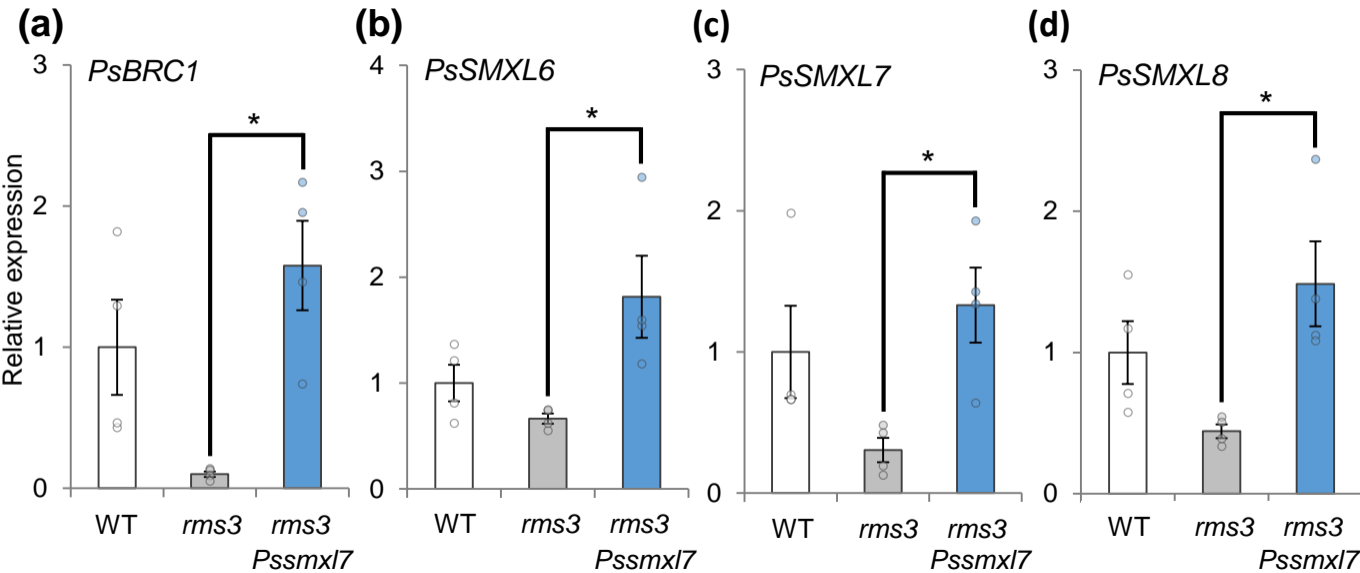 (a) (b) (c) (d)
PsBRC1 PsSMXL6 PsSMXL7 PsSMXL8
Relative expression
3 2 1 0
*
WT rms3 rms3
Pssmxl7
4 3 2 1 0
*
WT rms3 rms3
Pssmxl7
3 2 1 0
*
WT rms3 rms3
Pssmxl7
3 2 1 0
*
WT rms3 rms3
Pssmxl7